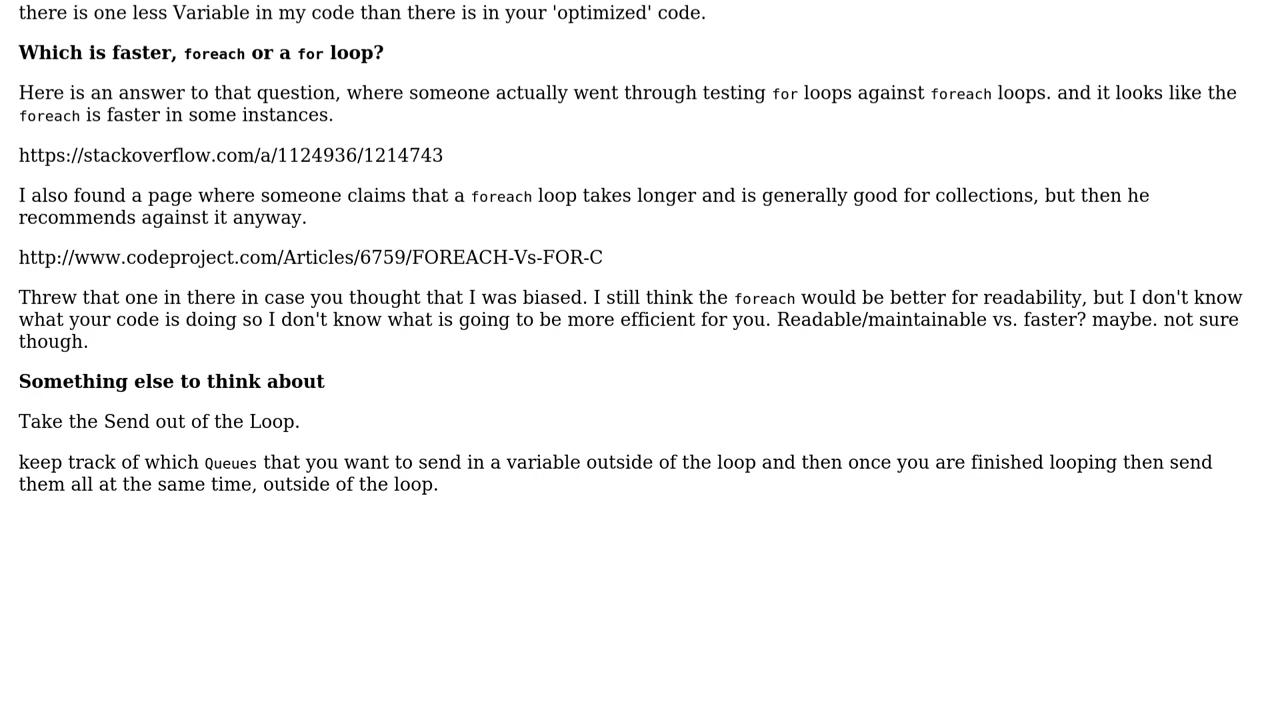 there is one less Variable in my code than there is in your 'optimized' code.
Which is faster, foreach or a for loop?
Here is an answer to that question, where someone actually went through testing for loops against foreach loops. and it looks like the
foreach is faster in some instances.
https://stackoverflow.com/a/1124936/1214743
I also found a page where someone claims that a foreach loop takes longer and is generally good for collections, but then he
recommends against it anyway.
http://www.codeproject.com/Articles/6759/FOREACH-Vs-FOR-C
Threw that one in there in case you thought that I was biased. I still think the foreach would be better for readability, but I don't know
what your code is doing so I don't know what is going to be more efficient for you. Readable/maintainable vs. faster? maybe. not sure
though.
Something else to think about
Take the Send out of the Loop.
keep track of which Queues that you want to send in a variable outside of the loop and then once you are finished looping then send
them all at the same time, outside of the loop.